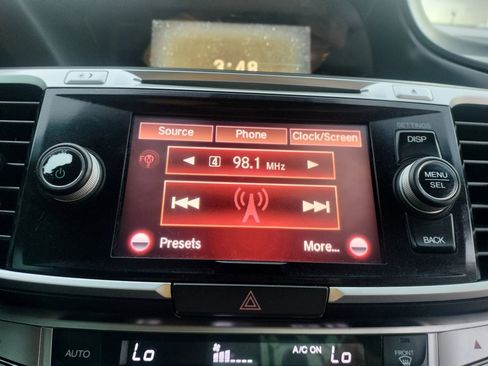 3:48
SETTINGS
Source Phone Clock/Screen DISP
FM 4 98.1 MHz MENU
SEL
Presets More... BACK
AUTO Lo A/C ON Lo FRONT